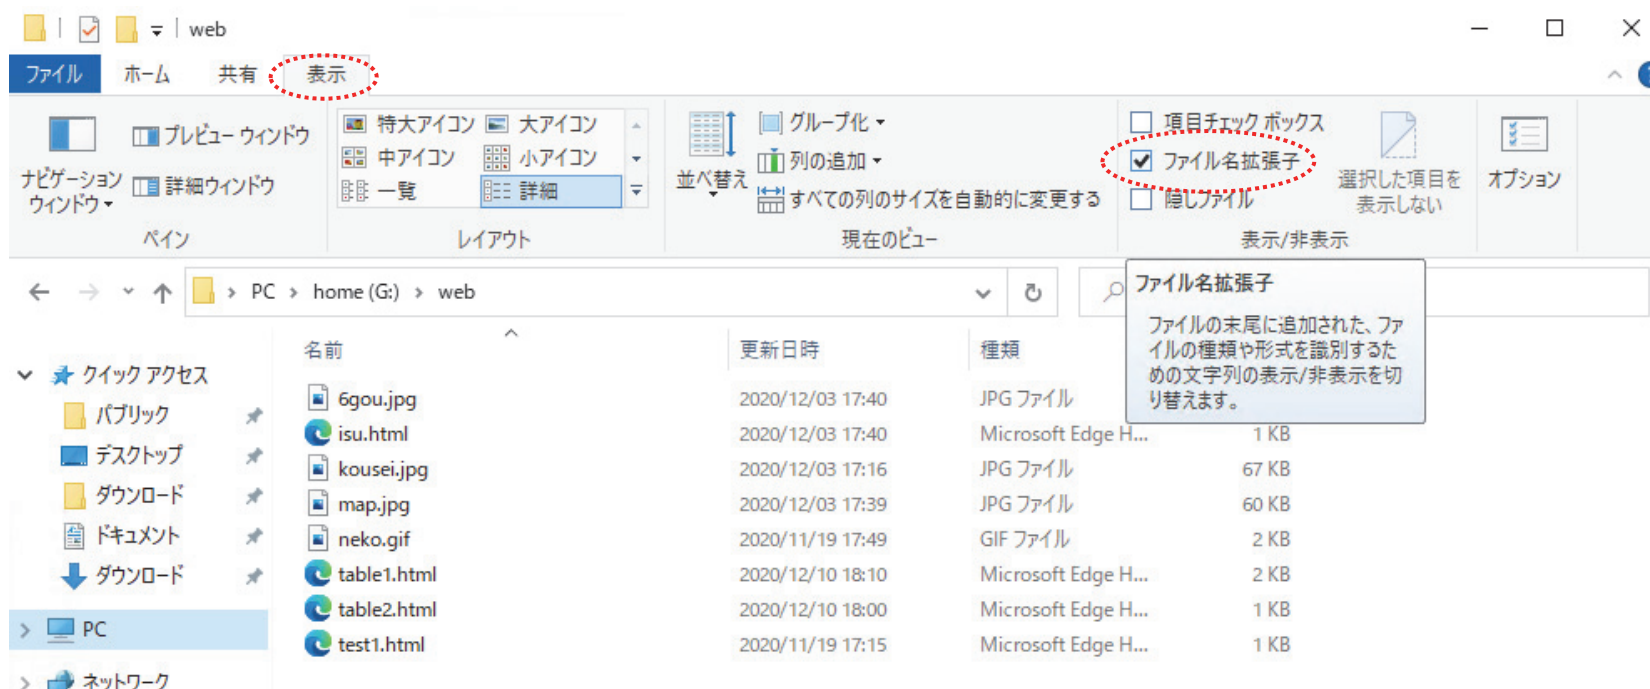 web
ファイル ホーム 共有 表示
特大アイコン 大アイコン
中アイコン 小アイコン
一覧 詳細
プレビュー ウィンドウ
詳細ウィンドウ
ナビゲーション
ウィンドウ
グループ化
列の追加
すべての列のサイズを自動的に変更する
並べ替え
項目チェック ボックス
ファイル名拡張子
隠しファイル
選択した項目を
表示しない
オプション
ペイン レイアウト 現在のビュー 表示/非表示
PC > home (G:) > web
ファイル名拡張子
ファイルの末尾に追加された、ファ
イルの種類や形式を識別するた
めの文字列の表示/非表示を切
り替えます。
クイック アクセス
パブリック
デスクトップ
ダウンロード
ドキュメント
ダウンロード
PC
ネットワーク
名前 更新日時 種類
6gou.jpg 2020/12/03 17:40 JPG ファイル
isu.html 2020/12/03 17:40 Microsoft Edge H... 1 KB
kousei.jpg 2020/12/03 17:16 JPG ファイル 67 KB
map.jpg 2020/12/03 17:39 JPG ファイル 60 KB
neko.gif 2020/11/19 17:49 GIF ファイル 2 KB
table1.html 2020/12/10 18:10 Microsoft Edge H... 2 KB
table2.html 2020/12/10 18:00 Microsoft Edge H... 1 KB
test1.html 2020/11/19 17:15 Microsoft Edge H... 1 KB